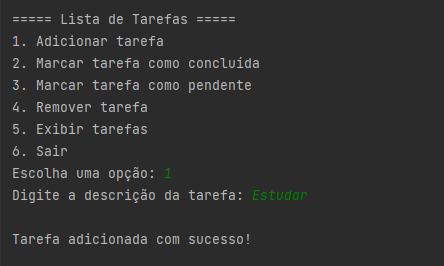 ===== Lista de Tarefas =====
1. Adicionar tarefa
2. Marcar tarefa como concluída
3. Marcar tarefa como pendente
4. Remover tarefa
5. Exibir tarefas
6. Sair
Escolha uma opção: 1
Digite a descrição da tarefa: Estudar
Tarefa adicionada com sucesso!